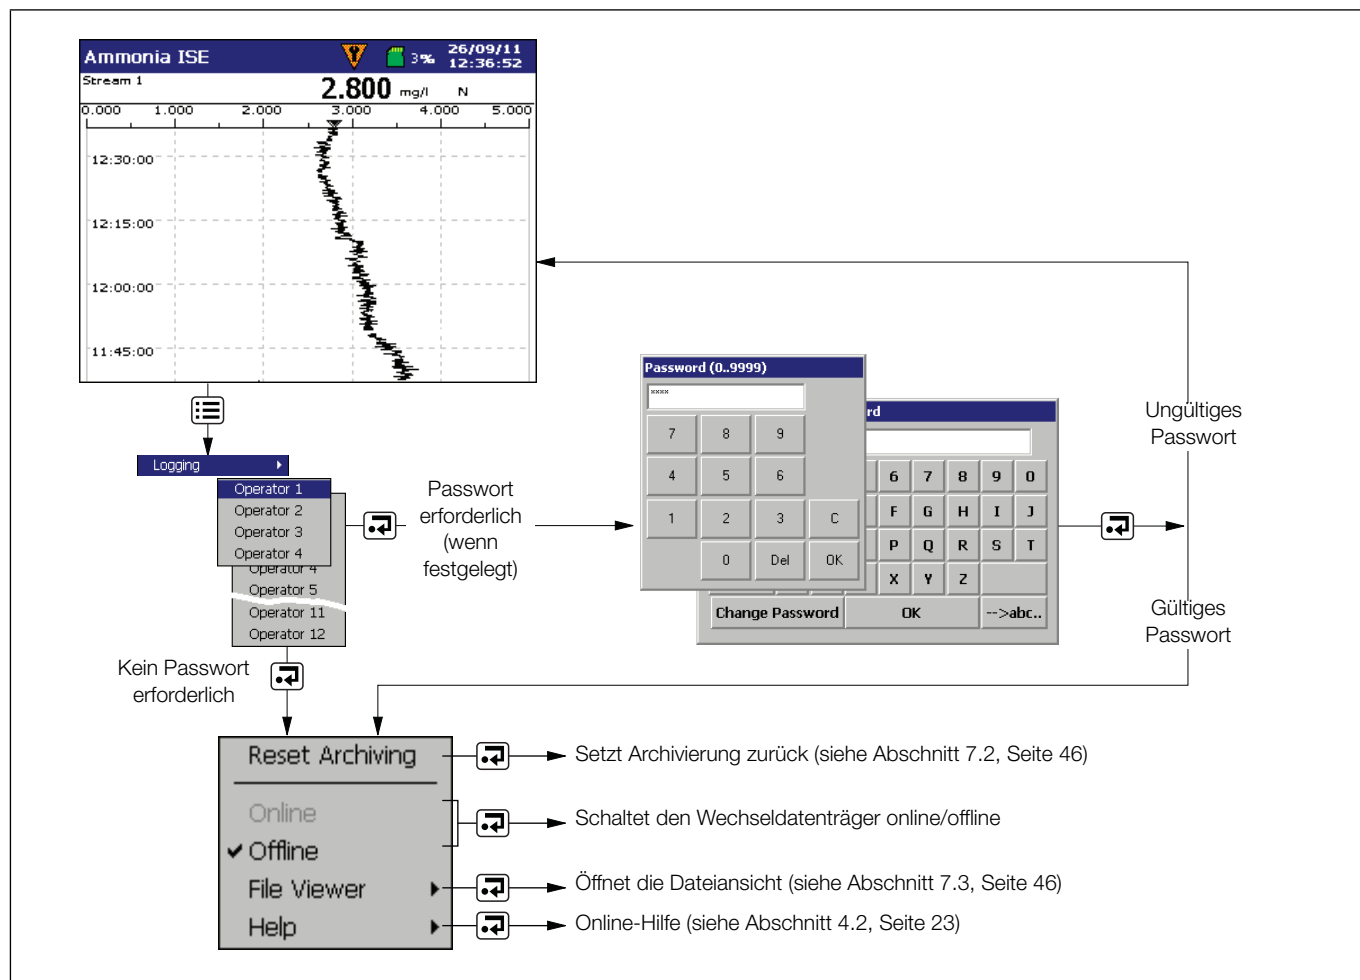 Ammonia ISE
3%
26/09/11
12:36:52
Stream 1
2.800 mg/l N
0.000 1.000 2.000 3.000 4.000 5.000
12:30:00
12:15:00
12:00:00
11:45:00
Logging
Operator 1
Operator 2
Operator 3
Operator 4
Operator 4
Operator 5
Operator 11
Operator 12
Passwort
erforderlich
(wenn
festgelegt)
Password (0..9999)
xxxx
7 8 9
4 5 6
1 2 3 C
0 Del OK
rd
6 7 8 9 0
F G H I J
P Q R S T
X Y Z
Change Password OK -->abc..
Ungültiges
Passwort
Gültiges
Passwort
Kein Passwort
erforderlich
Reset Archiving
Setzt Archivierung zurück (siehe Abschnitt 7.2, Seite 46)
Online
Schaltet den Wechseldatenträger online/offline
Offline
File Viewer
Öffnet die Dateiansicht (siehe Abschnitt 7.3, Seite 46)
Help
Online-Hilfe (siehe Abschnitt 4.2, Seite 23)